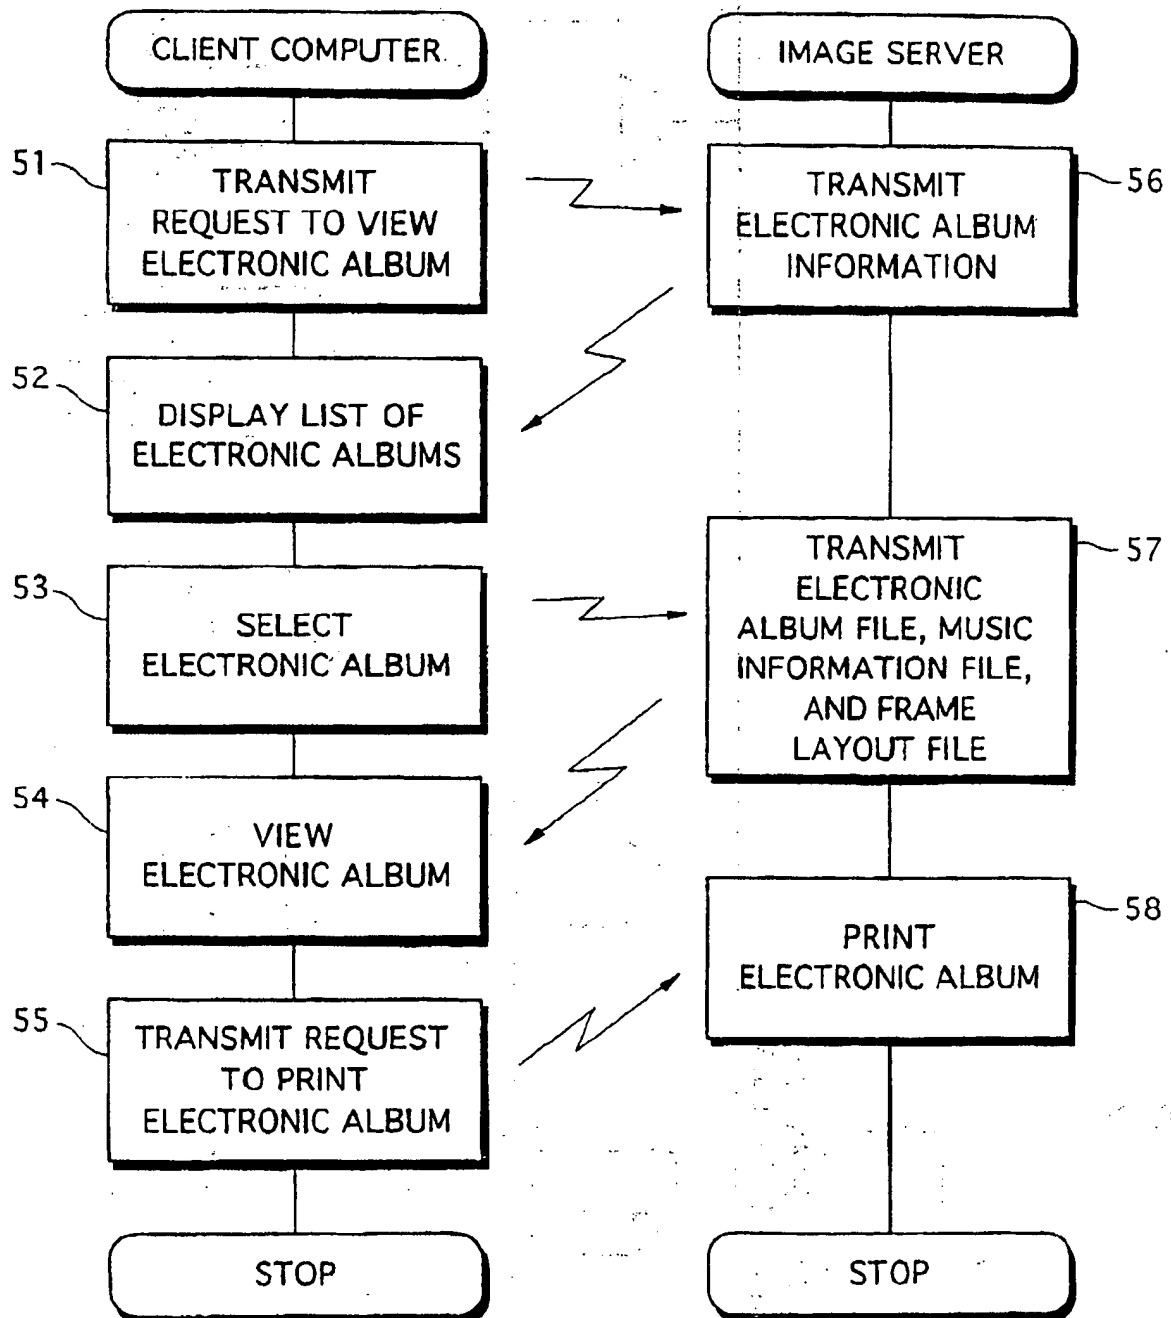 CLIENT COMPUTER
51
TRANSMIT
REQUEST TO VIEW
ELECTRONIC ALBUM
52
DISPLAY LIST OF
ELECTRONIC ALBUMS
53
SELECT
ELECTRONIC ALBUM
54
VIEW
ELECTRONIC ALBUM
55
TRANSMIT REQUEST
TO PRINT
ELECTRONIC ALBUM
STOP
IMAGE SERVER
56
TRANSMIT
ELECTRONIC ALBUM
INFORMATION
57
TRANSMIT
ELECTRONIC
ALBUM FILE, MUSIC
INFORMATION FILE,
AND FRAME
LAYOUT FILE
58
PRINT
ELECTRONIC ALBUM
STOP